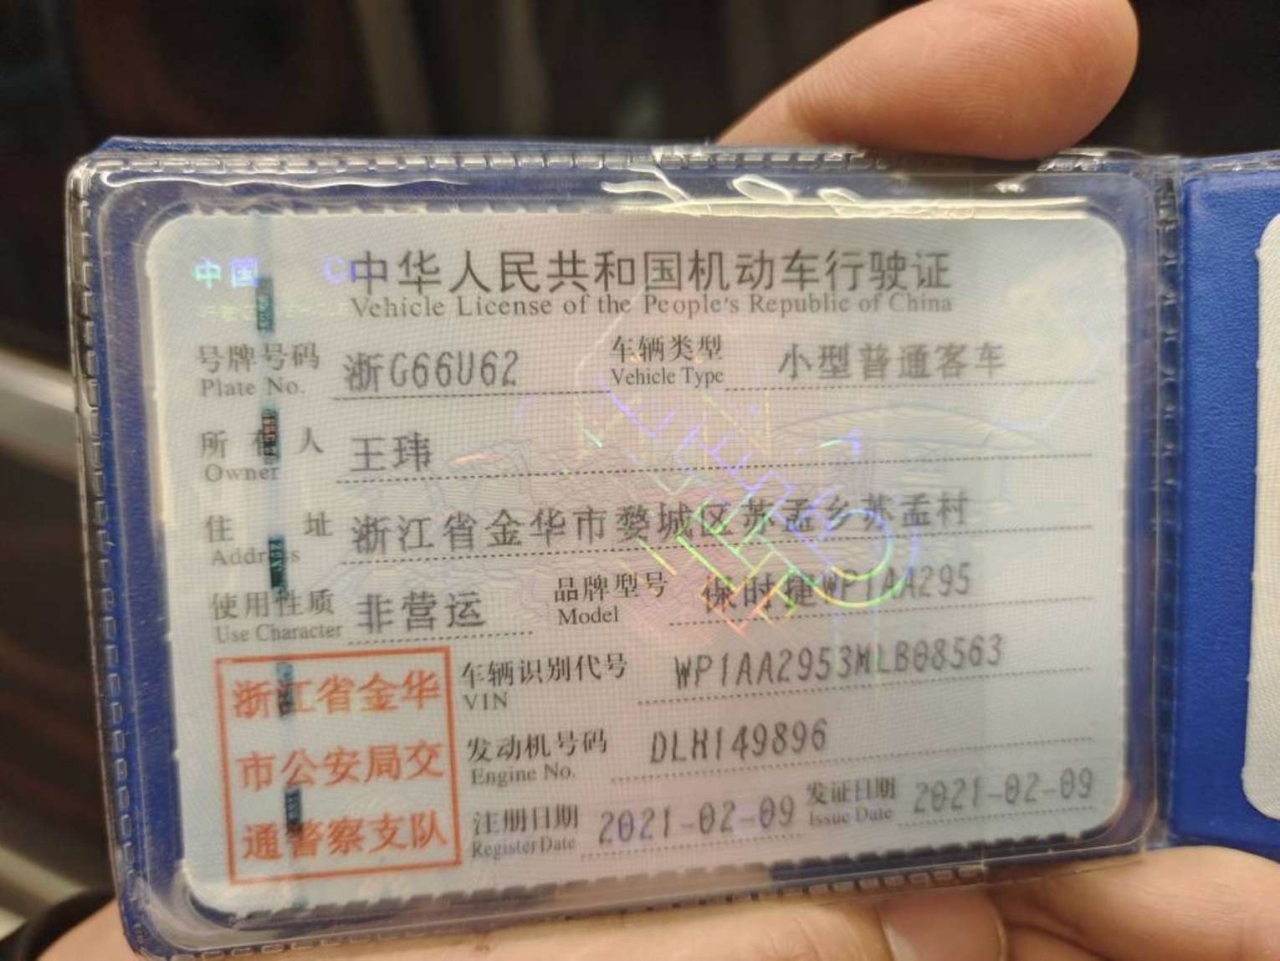 中国
中华人民共和国机动车行驶证
Vehicle License of the People's Republic of China
号牌号码 浙G66U62 车辆类型 小型普通客车
Plate No. Vehicle Type
所有人 王玮
Owner
住址 浙江省金华市婺城区苏孟乡苏孟村
Address
使用性质 非营运 品牌型号 保时捷WP1AA295
Use Character Model
车辆识别代号 WP1AA2953MLB08563
VIN
发动机号码 DLH149896
Engine No.
注册日期 2021-02-09 发证日期 2021-02-09
Register Date Issue Date
浙江省金华
市公安局交
通警察支队